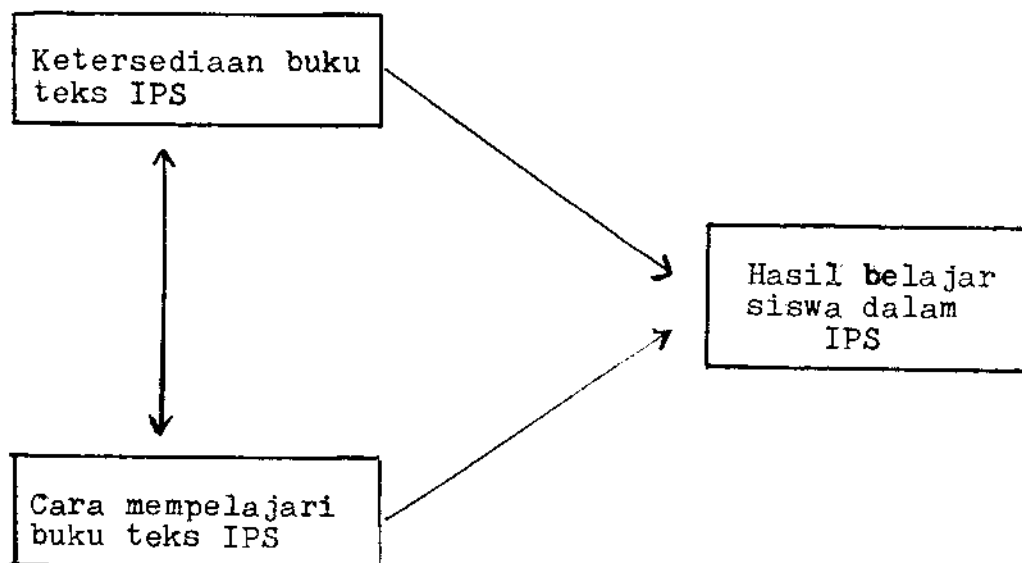 Ketersediaan buku
teks IPS
Hasil belajar
siswa dalam
IPS
Cara mempelajari
buku teks IPS